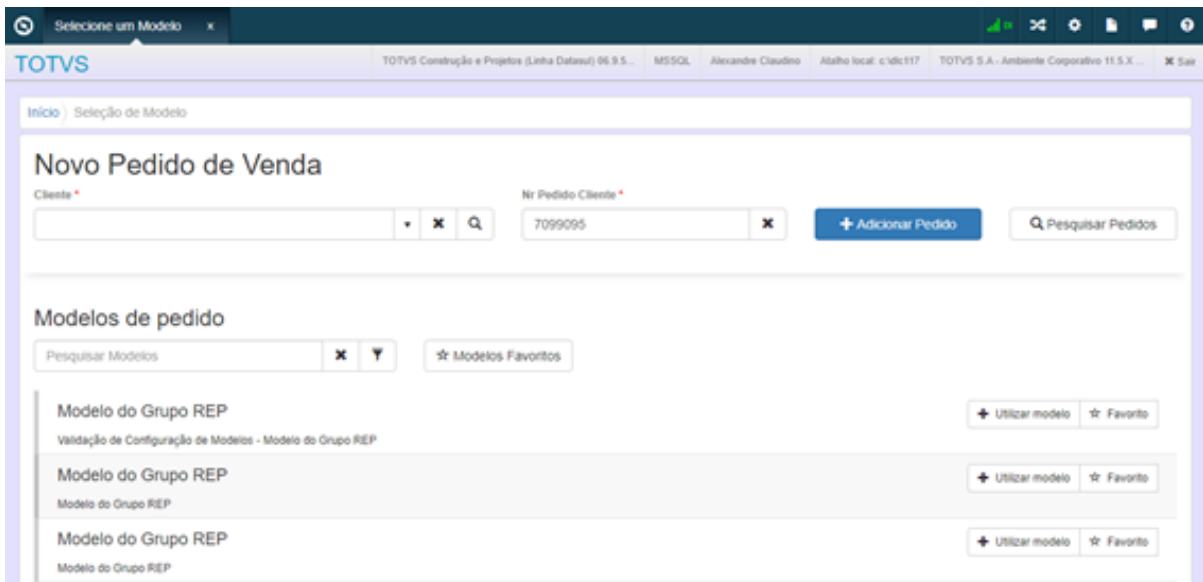 Selecione um Modelo x
TOTVS
TOTVS Construção e Projetos (Linha Datasul) 06.9.5... MSSQL Alexandre Claudino Atalho local: c:\dlc117 TOTVS S.A - Ambiente Corporativo 11.5.X ... Sair
Início Seleção de Modelo
Novo Pedido de Venda
Cliente * Nr Pedido Cliente *
7099095 Adicionar Pedido Pesquisar Pedidos
Modelos de pedido
Pesquisar Modelos Modelos Favoritos
Modelo do Grupo REP Utilizar modelo Favorito
Validação de Configuração de Modelos - Modelo do Grupo REP
Modelo do Grupo REP Utilizar modelo Favorito
Modelo do Grupo REP
Modelo do Grupo REP Utilizar modelo Favorito
Modelo do Grupo REP